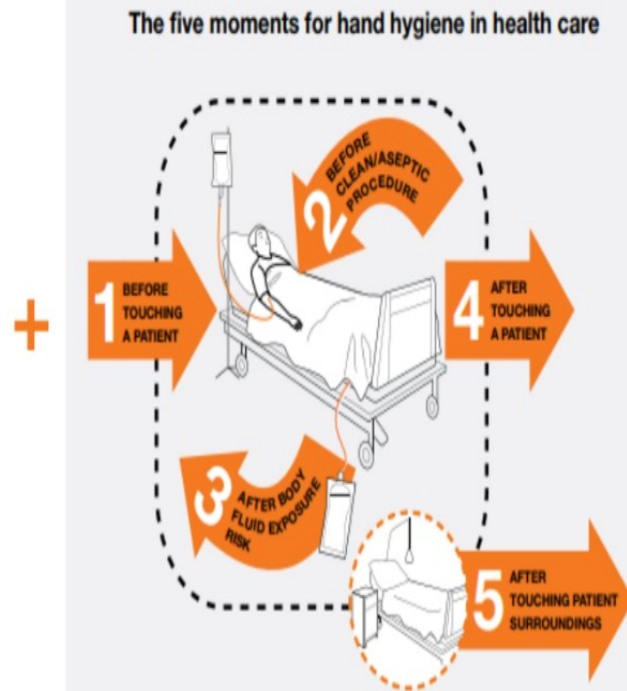 The five moments for hand hygiene in health care
+
1
BEFORE
TOUCHING
A PATIENT
2
BEFORE
CLEAN/ASEPTIC
PROCEDURE
3
AFTER BODY
FLUID EXPOSURE
RISK
4
AFTER
TOUCHING
A PATIENT
5
AFTER
TOUCHING PATIENT
SURROUNDINGS